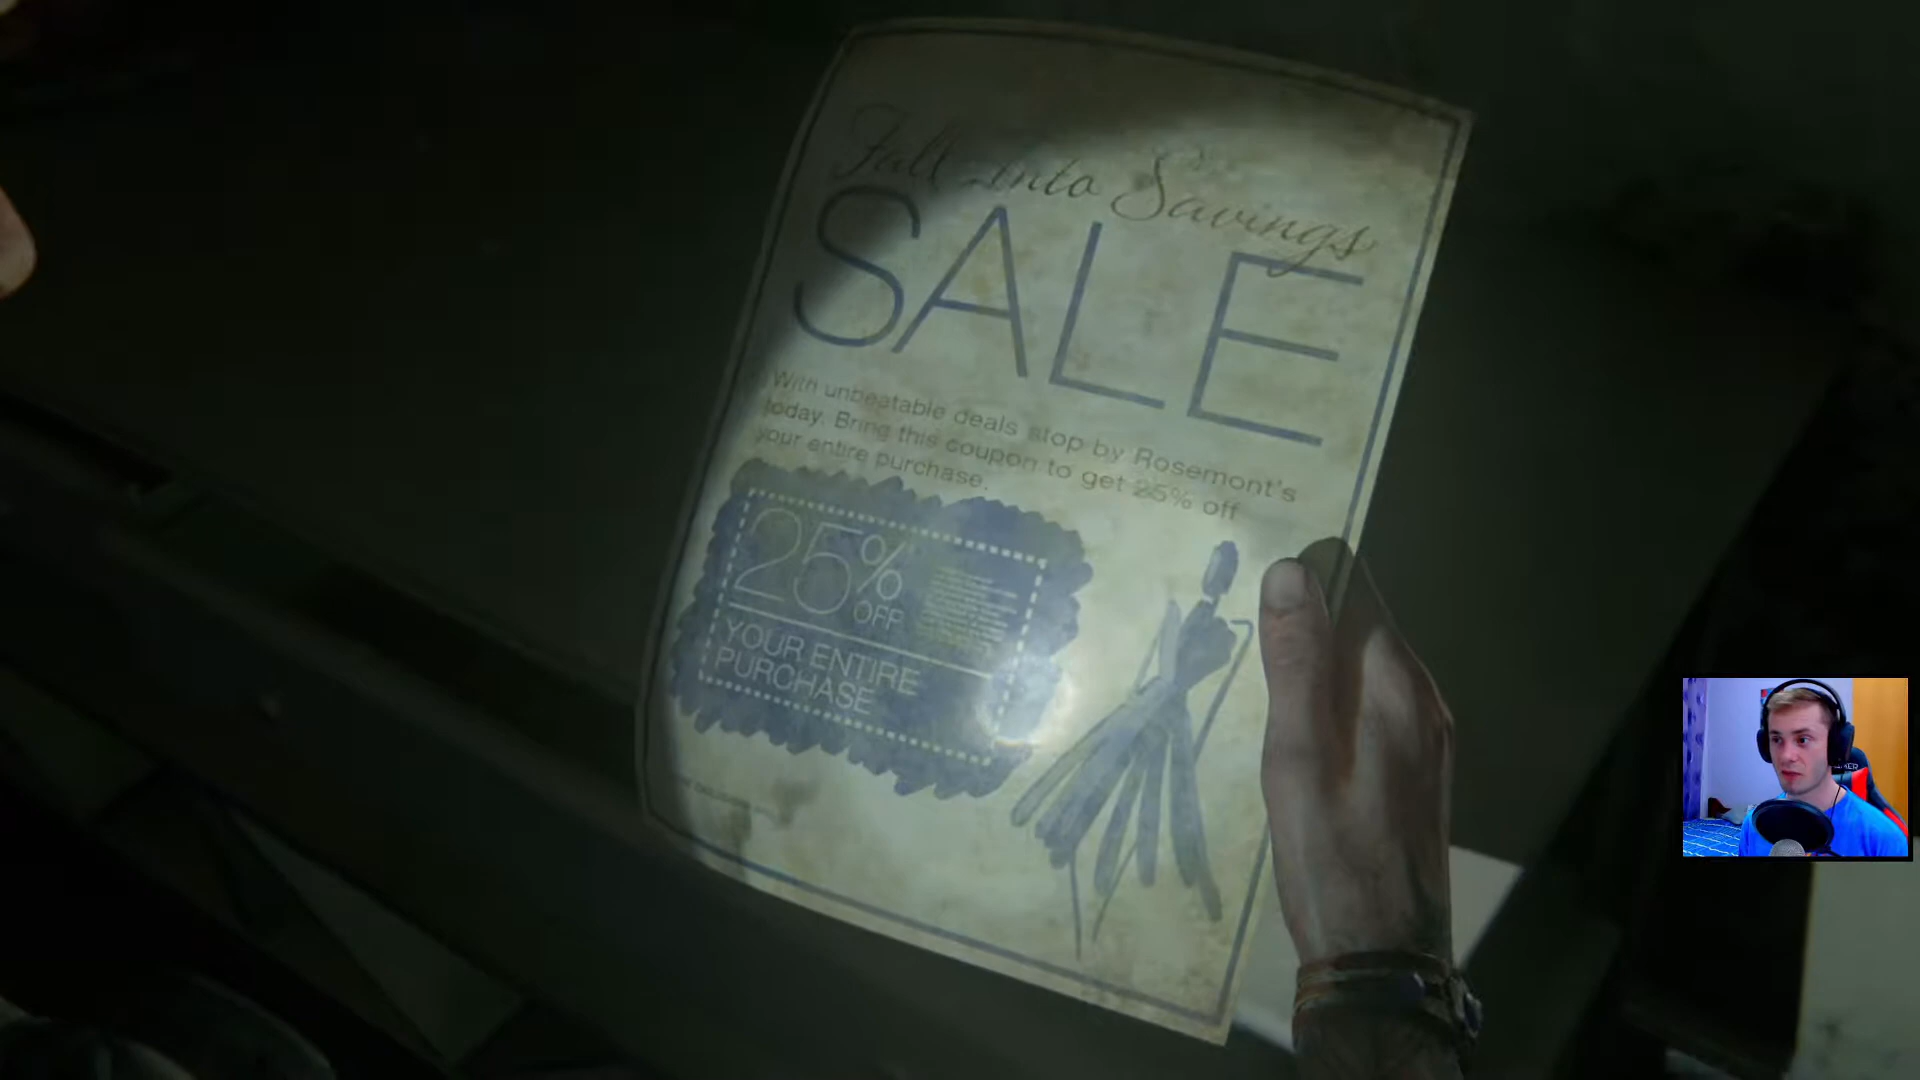 Fall Into Savings
SALE
With unbeatable deals stop by Rosemont's
today. Bring this coupon to get 25% off
your entire purchase.
25%
OFF
YOUR ENTIRE
PURCHASE